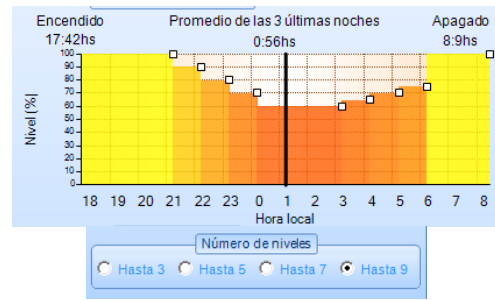 Encendido Promedio de las 3 últimas noches Apagado
17:42hs 0:56hs 8:9hs
100
90
80
70
60
50
40
30
20
10
0
Nivel [%]
18 19 20 21 22 23 0 1 2 3 4 5 6 7 8
Hora local
Número de niveles
Hasta 3 Hasta 5 Hasta 7 Hasta 9